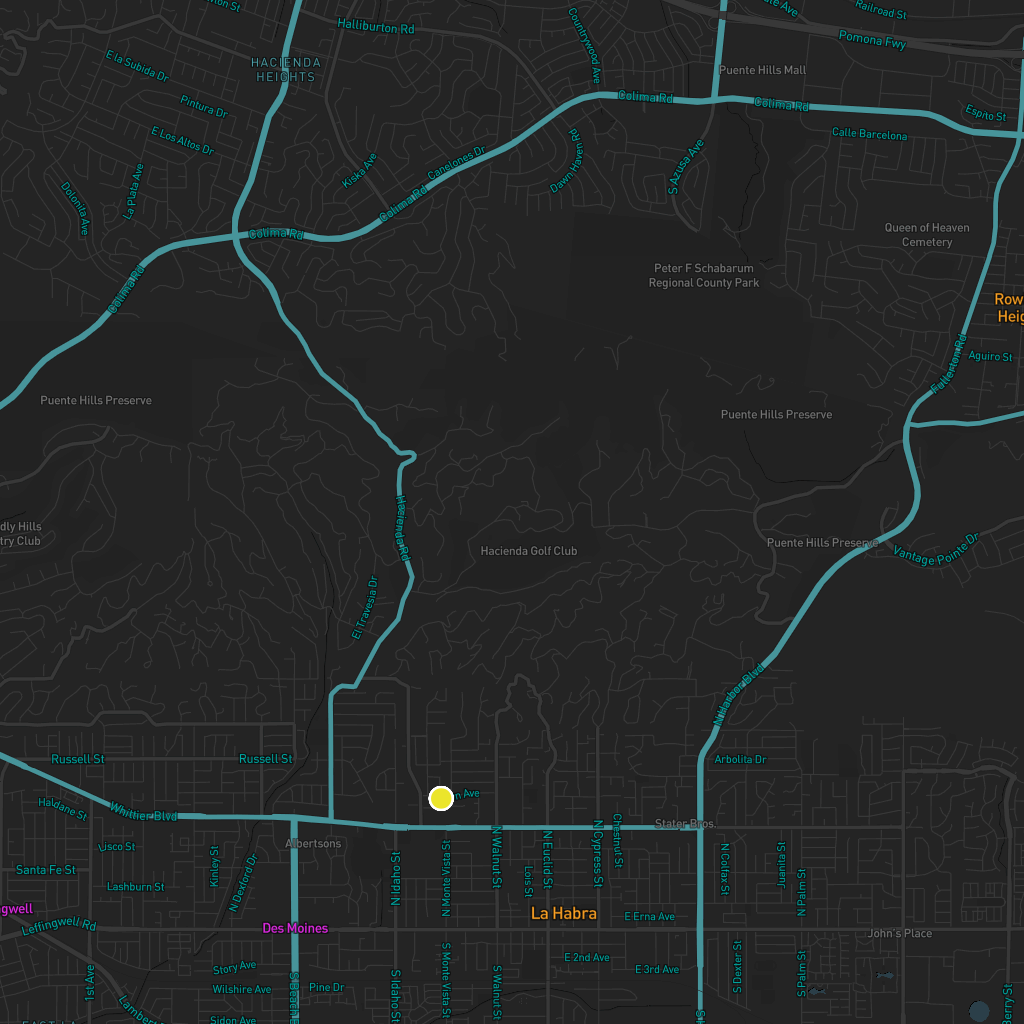 Halliburton Rd
HACIENDA
HEIGHTS
E la Subida Dr
Pintura Dr
E Los Altos Dr
La Plata Ave
Dolonita Ave
Kiska Ave
Canelones Dr
Colima Rd
Countrywood Ave
Dawn Haven Rd
Colima Rd
Puente Hills Mall
Railroad St
Pomona Fwy
Colima Rd
Espito St
Calle Barcelona
S Azusa Ave
Colima Rd
Colima Rd
Queen of Heaven
Cemetery
Peter F Schabarum
Regional County Park
Row
Heig
Aguiro St
Fullerton Rd
Puente Hills Preserve
Puente Hills Preserve
Hacienda Rd
dly Hills
try Club
Hacienda Golf Club
Puente Hills Preserve
Vantage Pointe Dr
El Travesia Dr
N Harbor Blvd
Russell St
Russell St
Arbolita Dr
Ave
Haldane St
Whittier Blvd
Stater Bros.
Albertsons
Lisco St
Kinley St
N Dexford Dr
Santa Fe St
Lashburn St
N Idaho St
N Monte Vista St
N Walnut St
Lois St
N Euclid St
N Cypress St
Chestnut St
N Colfax St
Juanita St
N Palm St
ngwell
Leffingwell Rd
Des Moines
La Habra
E Erna Ave
John's Place
E 2nd Ave
E 3rd Ave
Story Ave
Wilshire Ave
Pine Dr
Sidon Ave
1st Ave
Lambert
S Idaho St
S Monte Vista St
S Walnut St
S Dexter St
S Palm St
Berry St